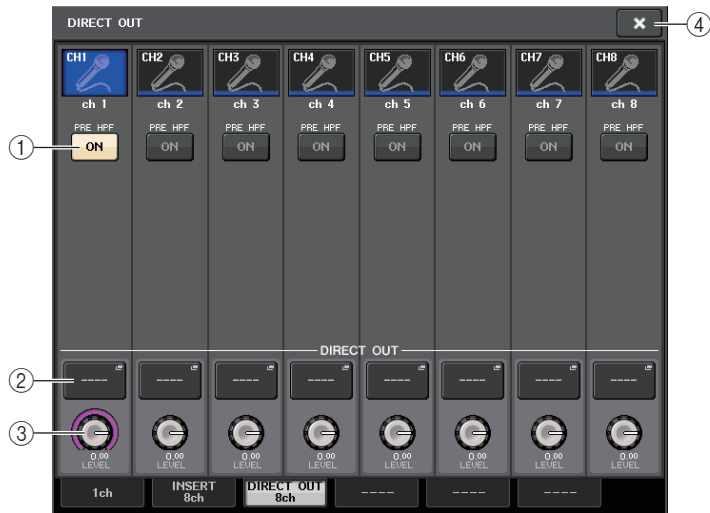 DIRECT OUT
×
④
CH1 CH2 CH3 CH4 CH5 CH6 CH7 CH8
ch 1 ch 2 ch 3 ch 4 ch 5 ch 6 ch 7 ch 8
PRE HPF PRE HPF PRE HPF PRE HPF PRE HPF PRE HPF PRE HPF PRE HPF
① ON ON ON ON ON ON ON ON
DIRECT OUT
② ---- ---- ---- ---- ---- ---- ---- ----
③
0.00 0.00 0.00 0.00 0.00 0.00 0.00 0.00
LEVEL LEVEL LEVEL LEVEL LEVEL LEVEL LEVEL LEVEL
1ch INSERT DIRECT OUT ---- ---- ----
8ch 8ch